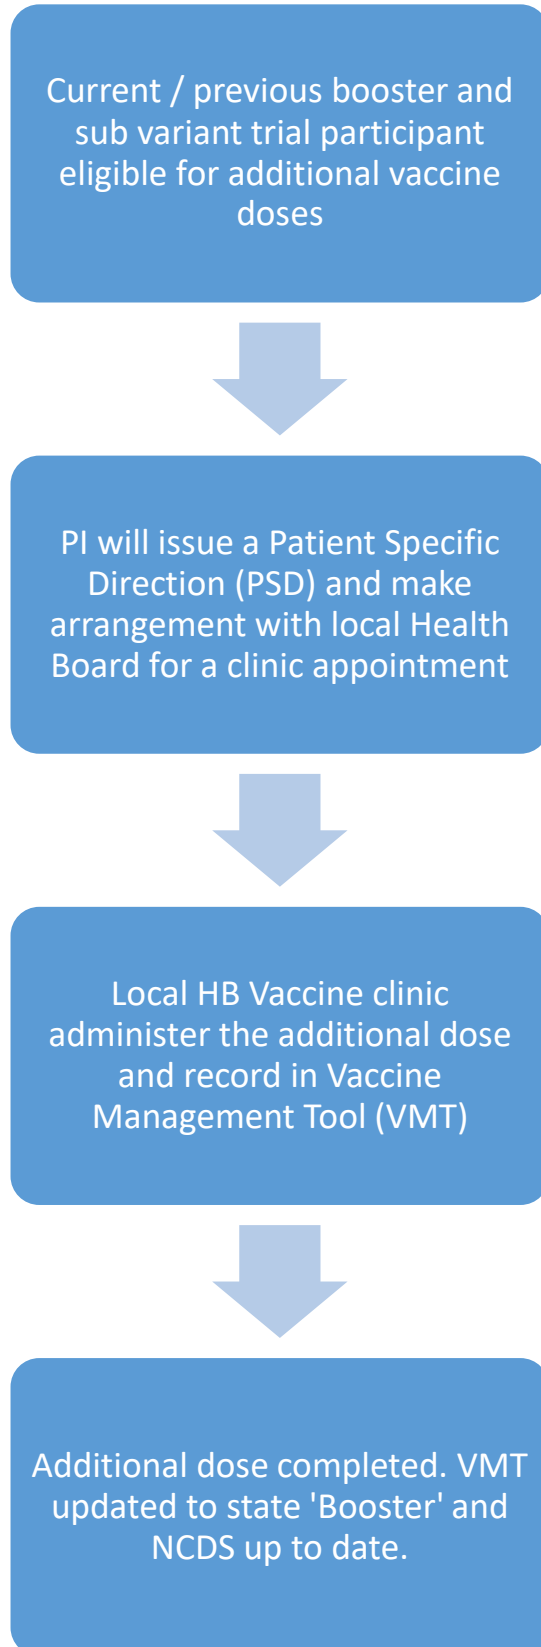 Current / previous booster and
sub variant trial participant
eligible for additional vaccine
doses
PI will issue a Patient Specific
Direction (PSD) and make
arrangement with local Health
Board for a clinic appointment
Local HB Vaccine clinic
administer the additional dose
and record in Vaccine
Management Tool (VMT)
Additional dose completed. VMT
updated to state 'Booster' and
NCDS up to date.